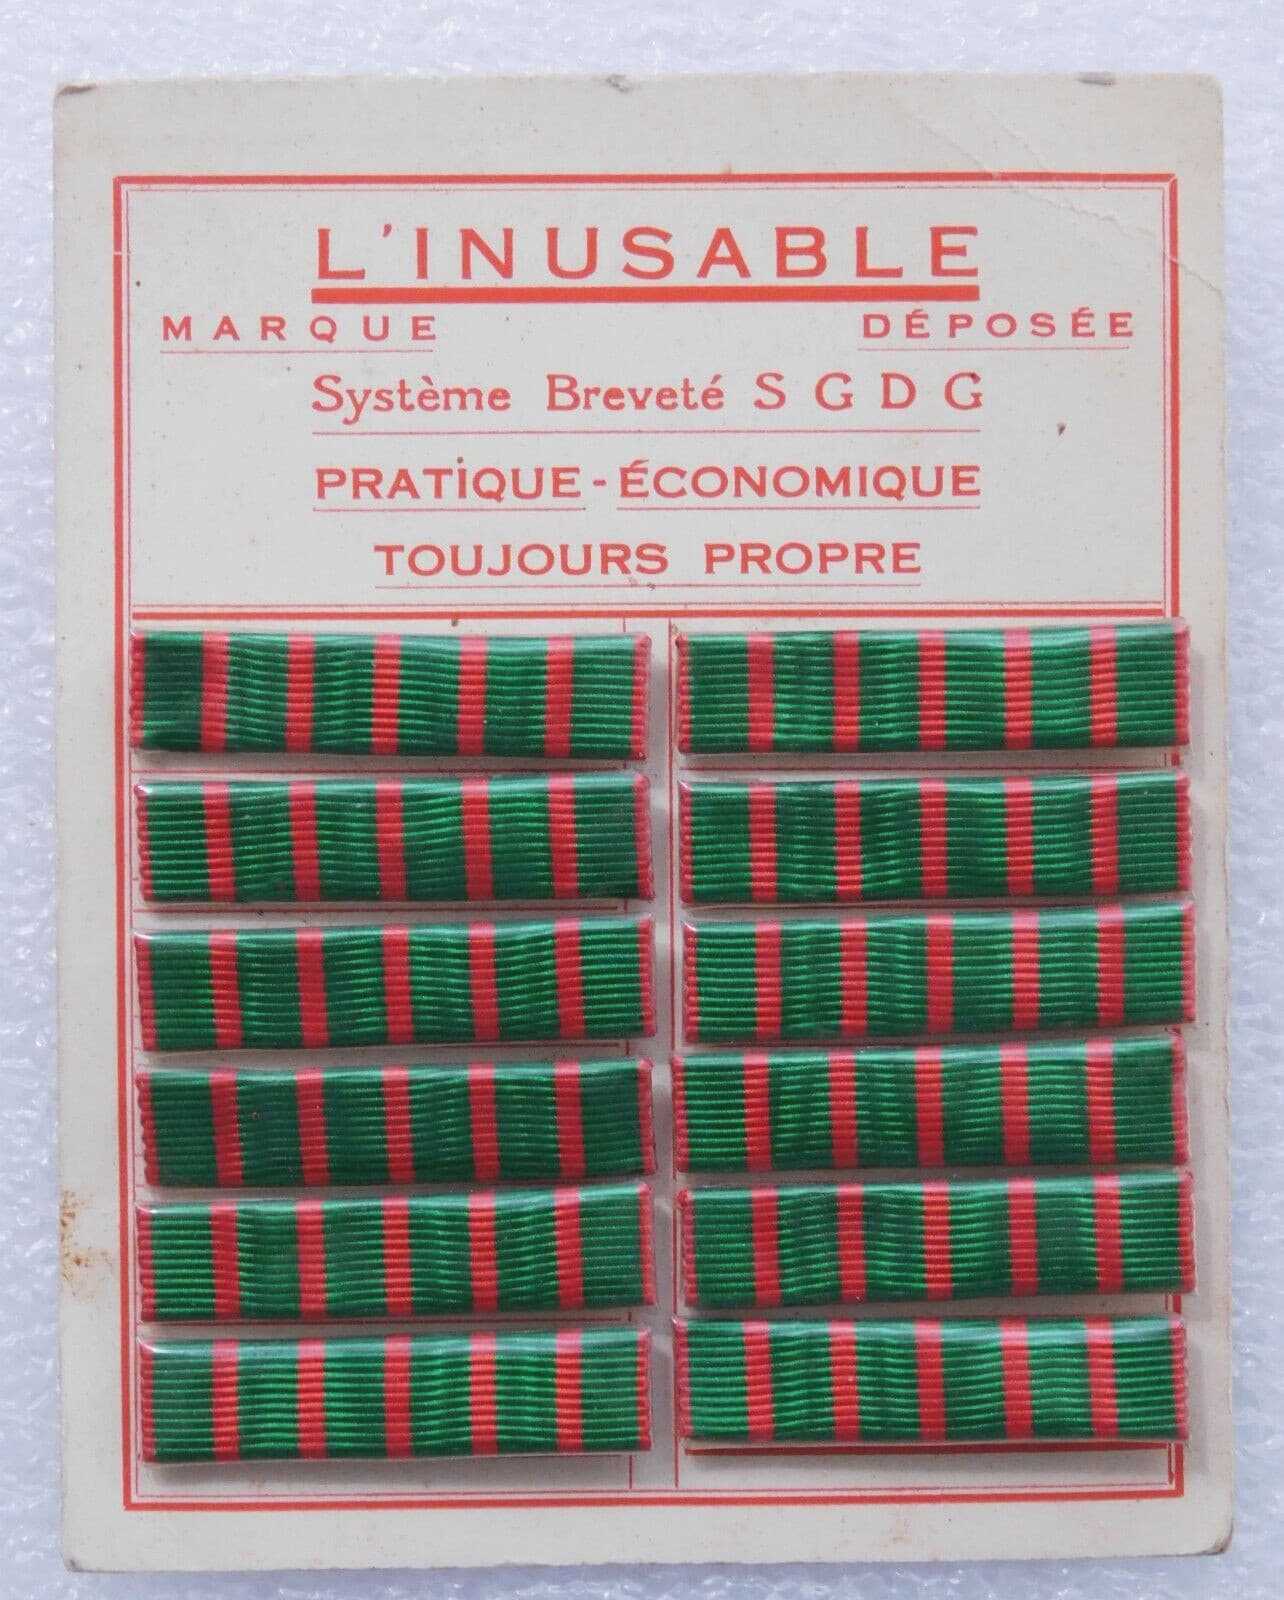 L'INUSABLE
MARQUE DÉPOSÉE
Système Breveté S G D G
PRATIQUE - ÉCONOMIQUE
TOUJOURS PROPRE